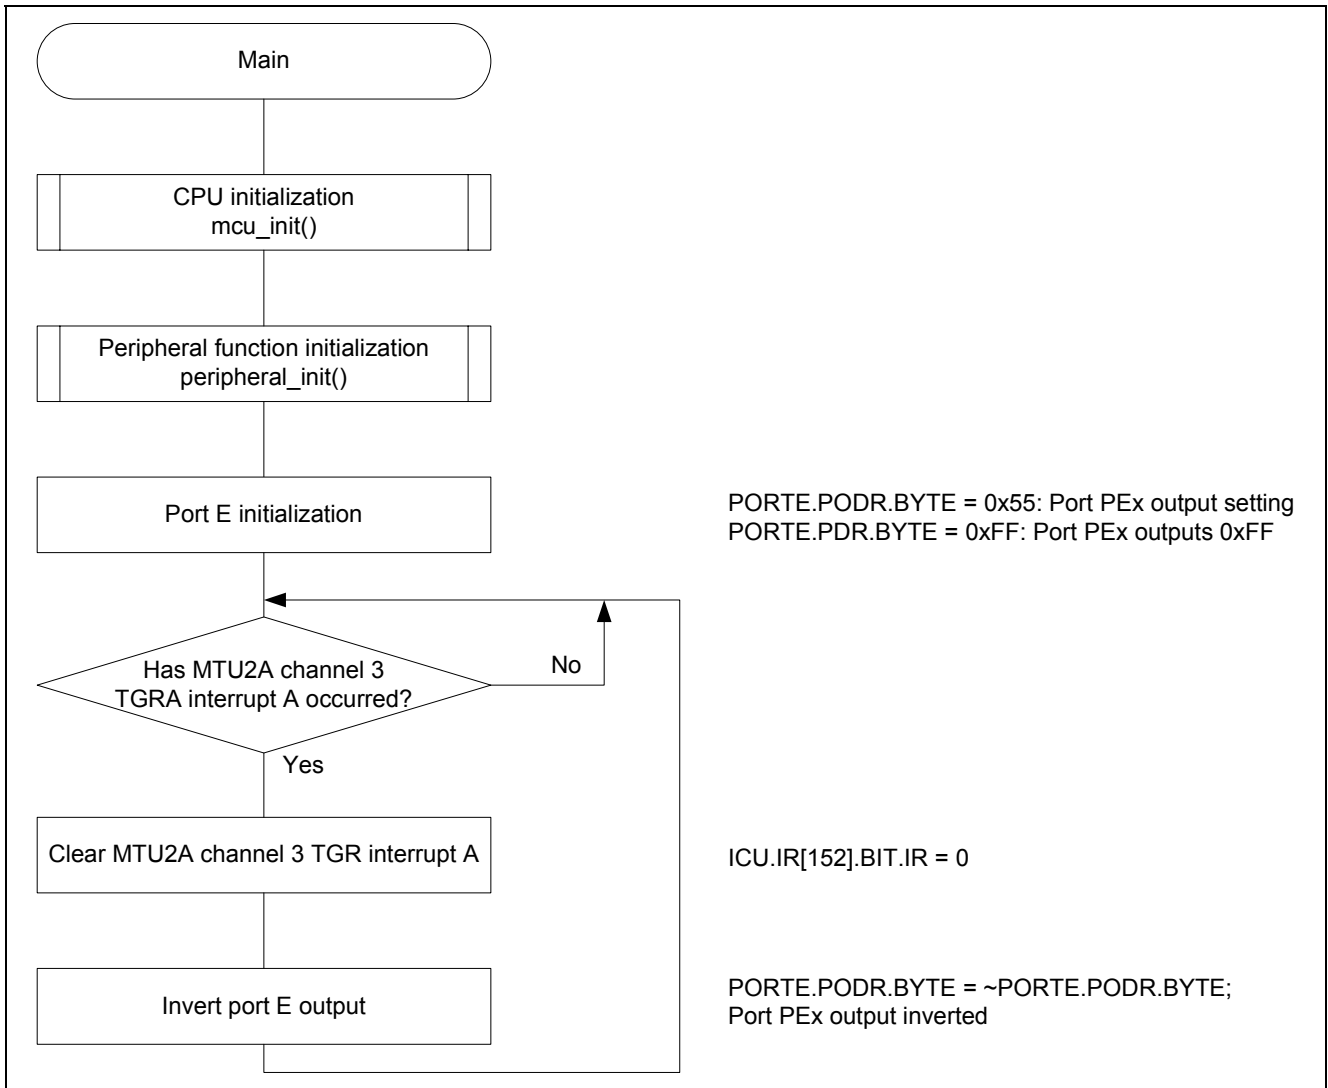 Main
CPU initialization
mcu_init()
Peripheral function initialization
peripheral_init()
Port E initialization
PORTE.PODR.BYTE = 0x55: Port PEx output setting
PORTE.PDR.BYTE = 0xFF: Port PEx outputs 0xFF
Has MTU2A channel 3
TGRA interrupt A occurred?
No
Yes
Clear MTU2A channel 3 TGR interrupt A
ICU.IR[152].BIT.IR = 0
Invert port E output
PORTE.PODR.BYTE = ~PORTE.PODR.BYTE;
Port PEx output inverted